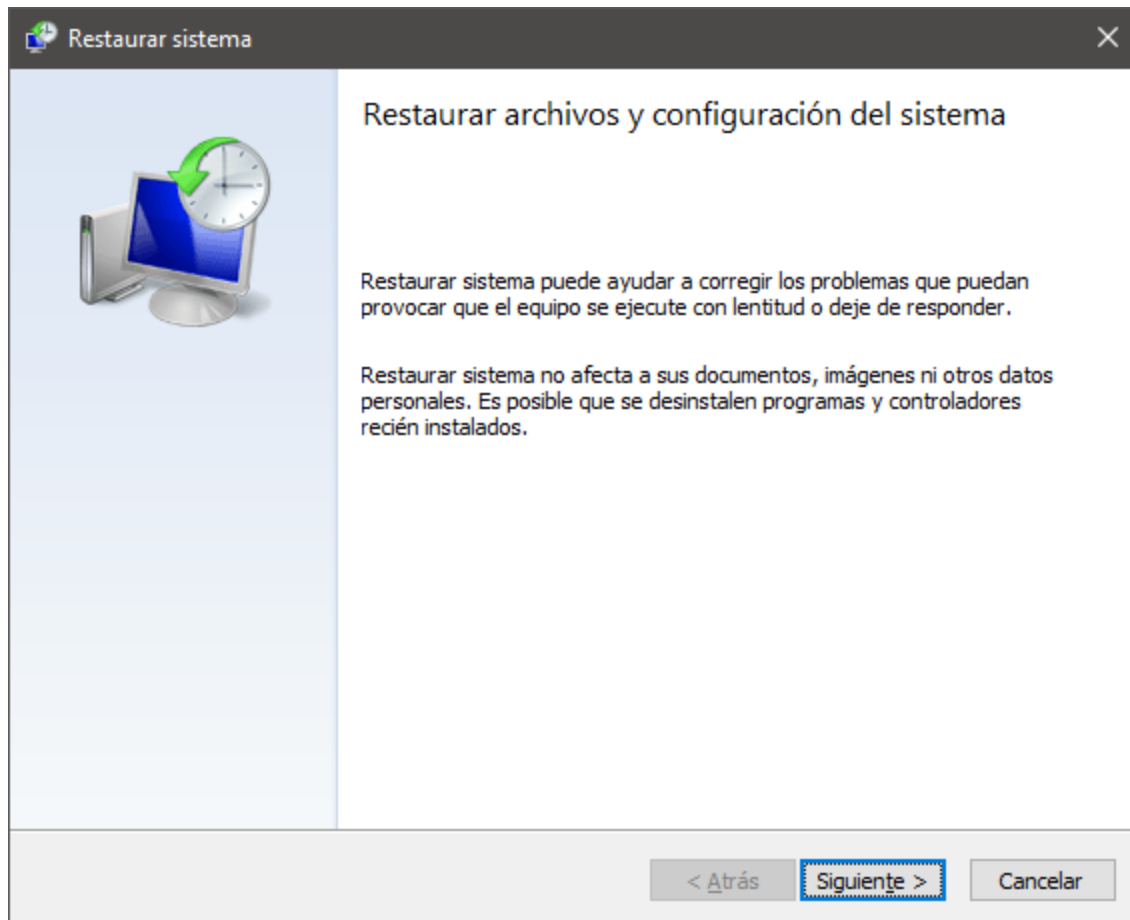 Restaurar sistema
Restaurar archivos y configuración del sistema
Restaurar sistema puede ayudar a corregir los problemas que puedan
provocar que el equipo se ejecute con lentitud o deje de responder.
Restaurar sistema no afecta a sus documentos, imágenes ni otros datos
personales. Es posible que se desinstalen programas y controladores
recién instalados.
< Atrás Siguiente > Cancelar